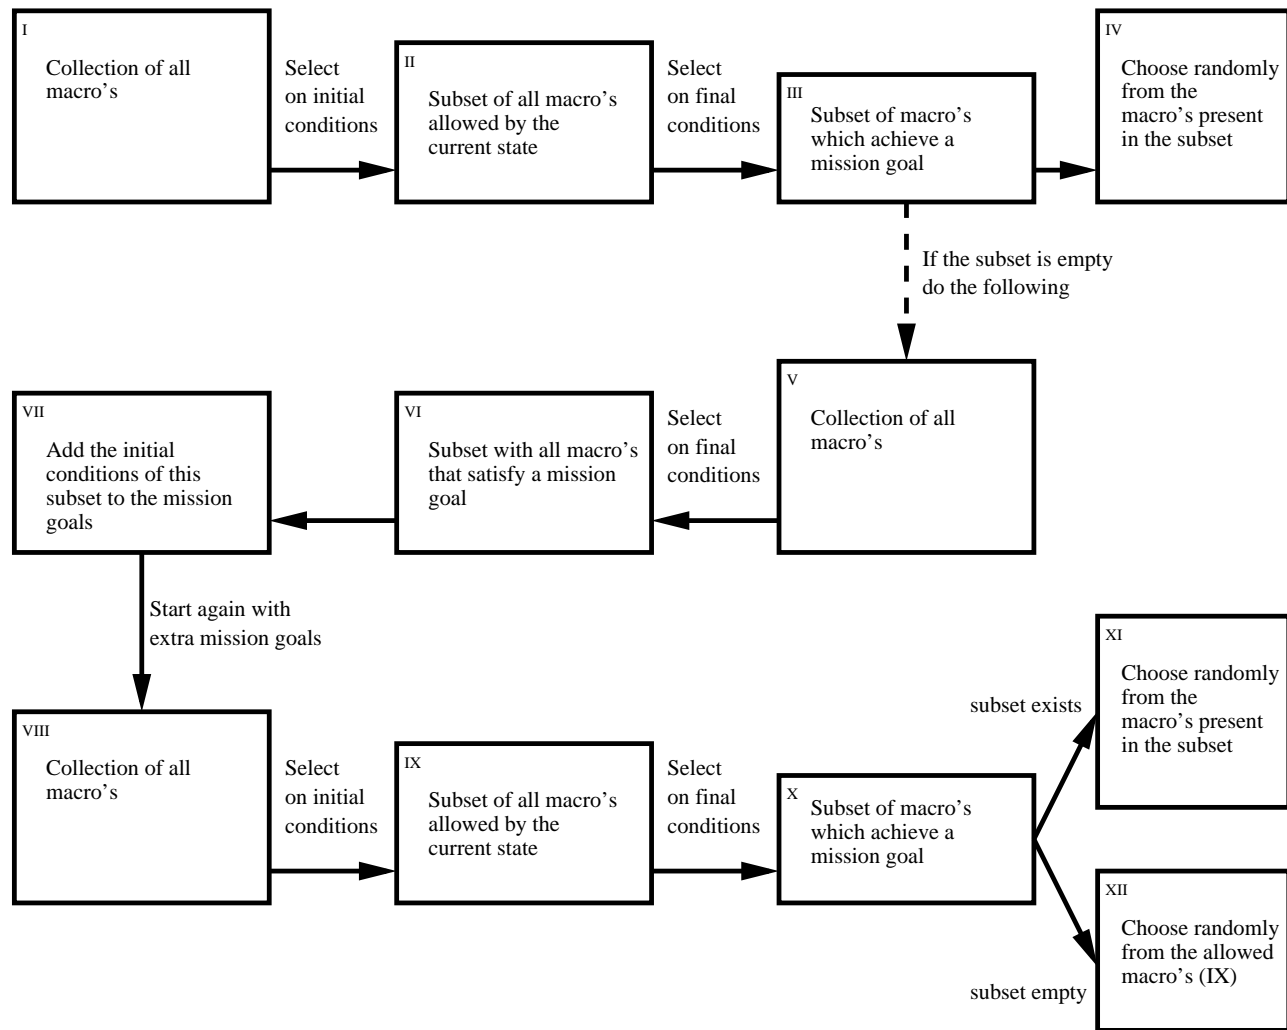 I
Collection of all
macro's
Select
on initial
conditions
II
Subset of all macro's
allowed by the
current state
Select
on final
conditions
III
Subset of macro's
which achieve a
mission goal
IV
Choose randomly
from the
macro's present
in the subset
If the subset is empty
do the following
V
Collection of all
macro's
Select
on final
conditions
VI
Subset with all macro's
that satisfy a mission
goal
VII
Add the initial
conditions of this
subset to the mission
goals
Start again with
extra mission goals
VIII
Collection of all
macro's
Select
on initial
conditions
IX
Subset of all macro's
allowed by the
current state
Select
on final
conditions
X
Subset of macro's
which achieve a
mission goal
subset exists
XI
Choose randomly
from the
macro's present
in the subset
subset empty
XII
Choose randomly
from the allowed
macro's (IX)